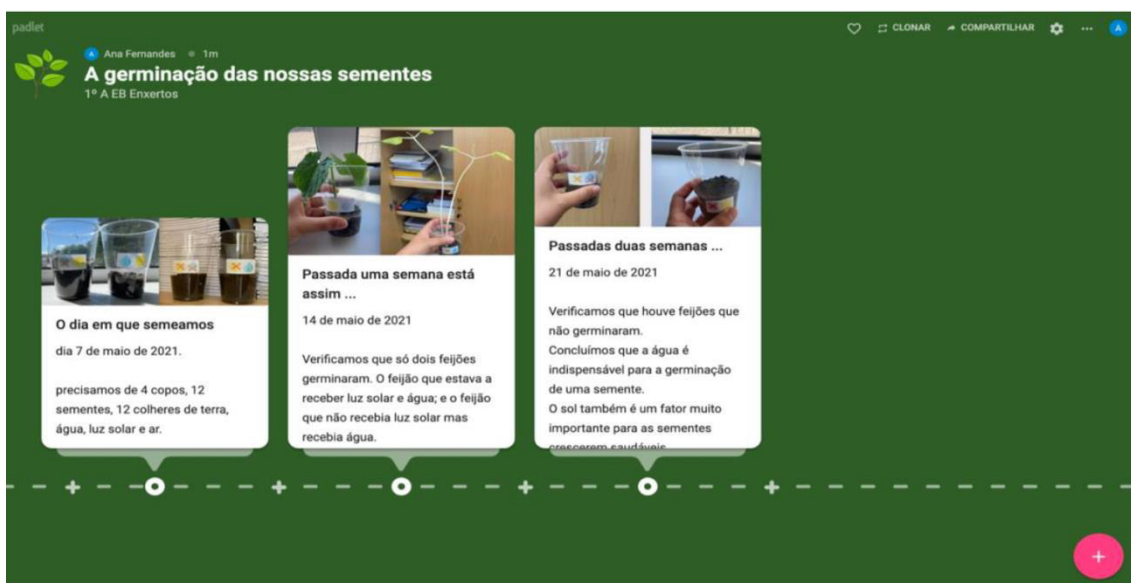 padlet
CLONAR
COMPARTILHAR
A
A
Ana Fernandes
1m
A germinação das nossas sementes
1º A EB Enxertos
O dia em que semeamos
dia 7 de maio de 2021.
precisamos de 4 copos, 12
sementes, 12 colheres de terra,
água, luz solar e ar.
Passada uma semana está
assim ...
14 de maio de 2021
Verificamos que só dois feijões
germinaram. O feijão que estava a
receber luz solar e água; e o feijão
que não recebia luz solar mas
recebia água.
Passadas duas semanas ...
21 de maio de 2021
Verificamos que houve feijões que
não germinaram.
Concluímos que a água é
indispensável para a germinação
de uma semente.
O sol também é um fator muito
importante para as sementes
crescerem saudáveis